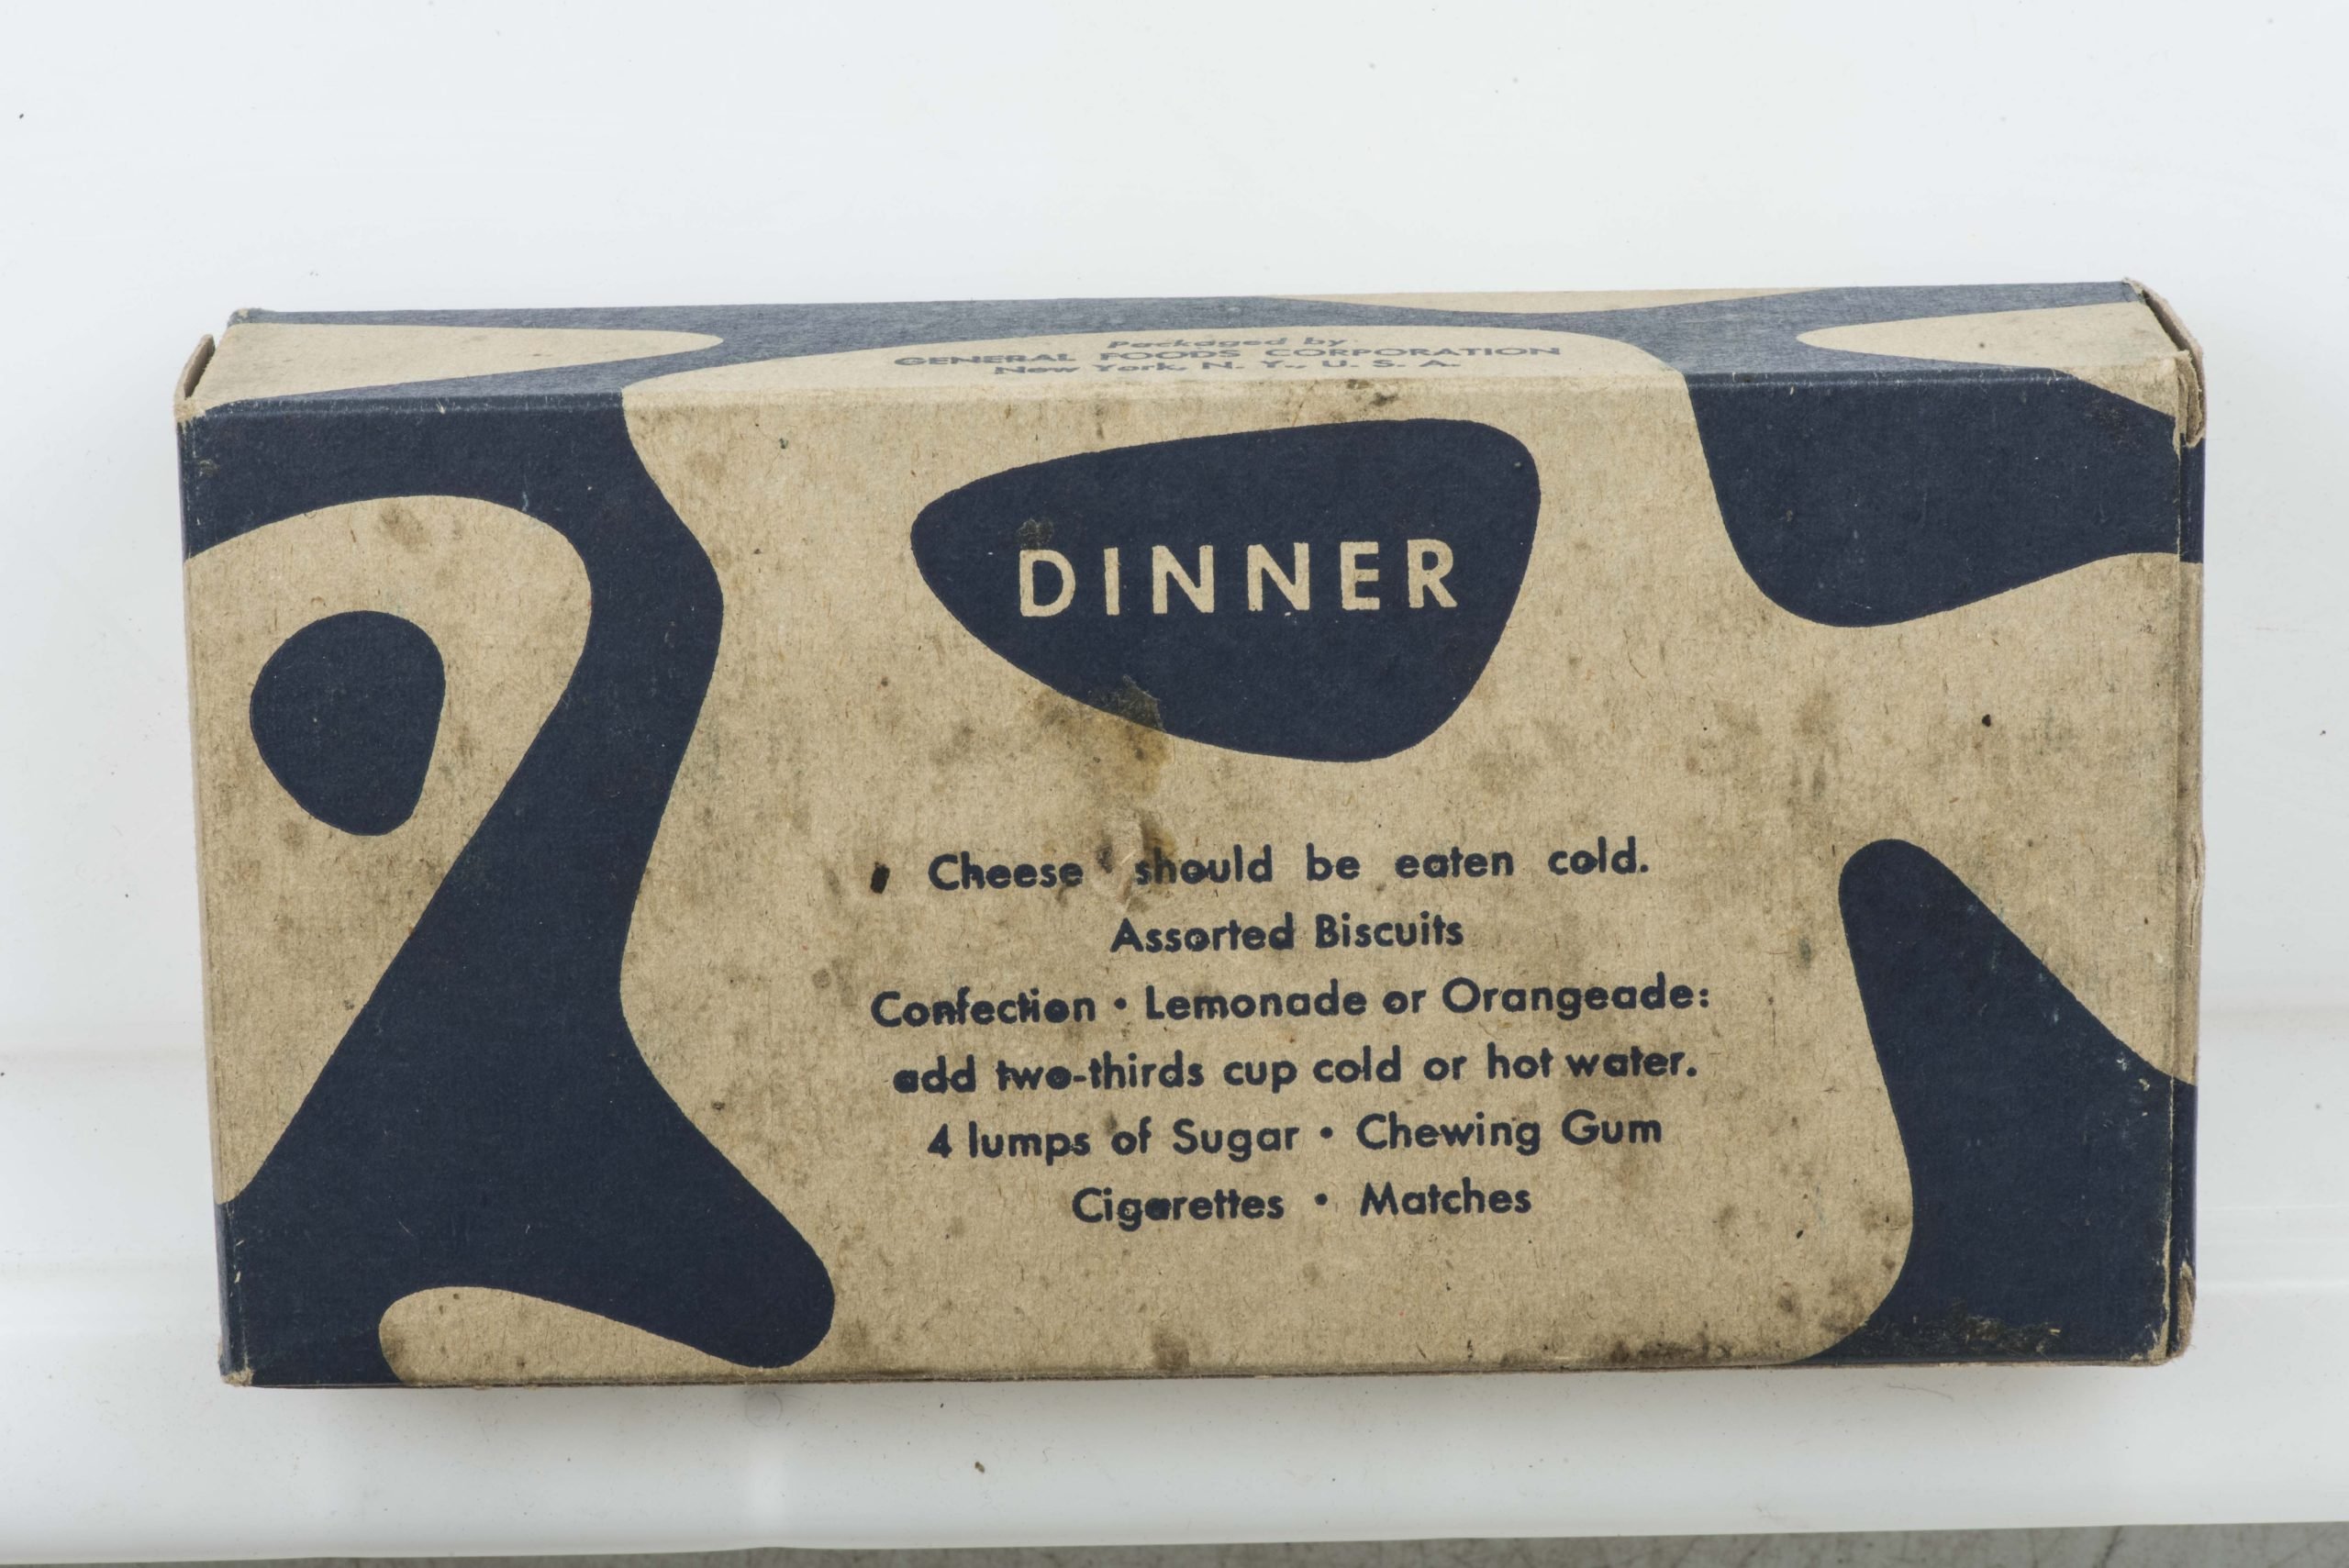 Packaged by
GENERAL FOODS CORPORATION
New York, N. Y., U. S. A.
DINNER
Cheese should be eaten cold.
Assorted Biscuits
Confection • Lemonade or Orangeade:
add two-thirds cup cold or hot water.
4 lumps of Sugar • Chewing Gum
Cigarettes • Matches